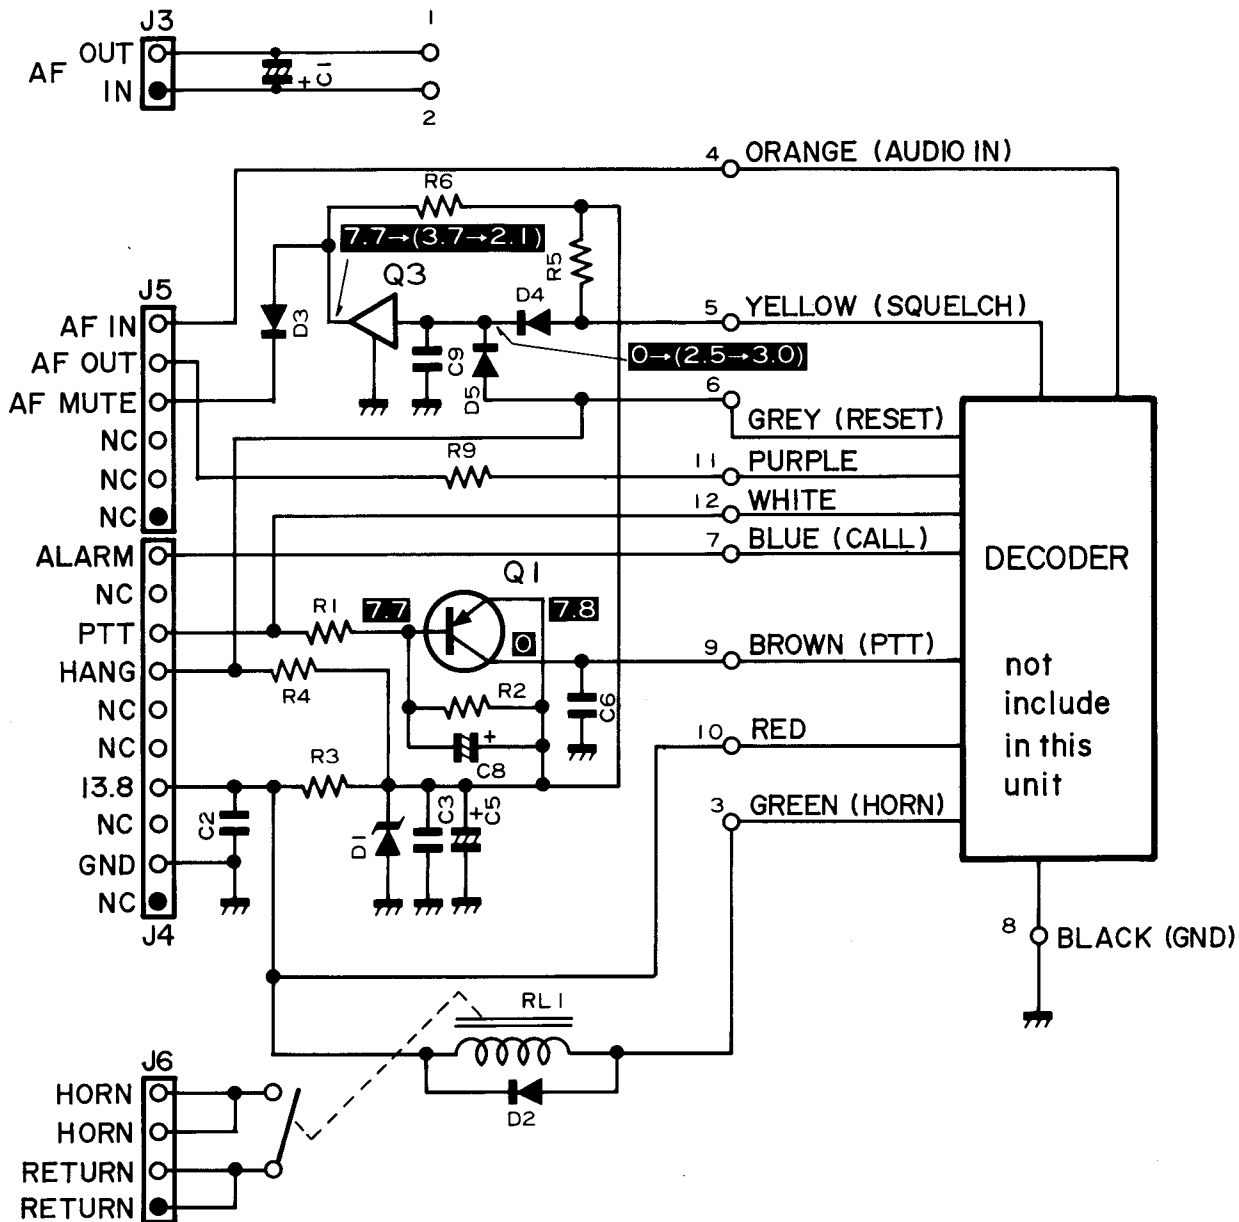 J3
1
OUT
AF
C1
+
IN
2
4
ORANGE (AUDIO IN)
R6
7.7→(3.7→2.1)
R5
Q3
J5
D4
5
YELLOW (SQUELCH)
AF IN
D3
C9
0→(2.5→3.0)
AF OUT
D5
6
AF MUTE
GREY (RESET)
NC
R9
11
PURPLE
NC
12
WHITE
NC
7
BLUE (CALL)
ALARM
DECODER
NC
Q1
R1
7.7
7.8
PTT
0
9
BROWN (PTT)
HANG
not
include
in this
unit
R4
R2
C6
NC
+
10
RED
NC
C8
R3
13.8
3
GREEN (HORN)
C2
C3
+
C5
NC
D1
GND
NC
J4
8
BLACK (GND)
RL1
J6
HORN
D2
HORN
RETURN
RETURN